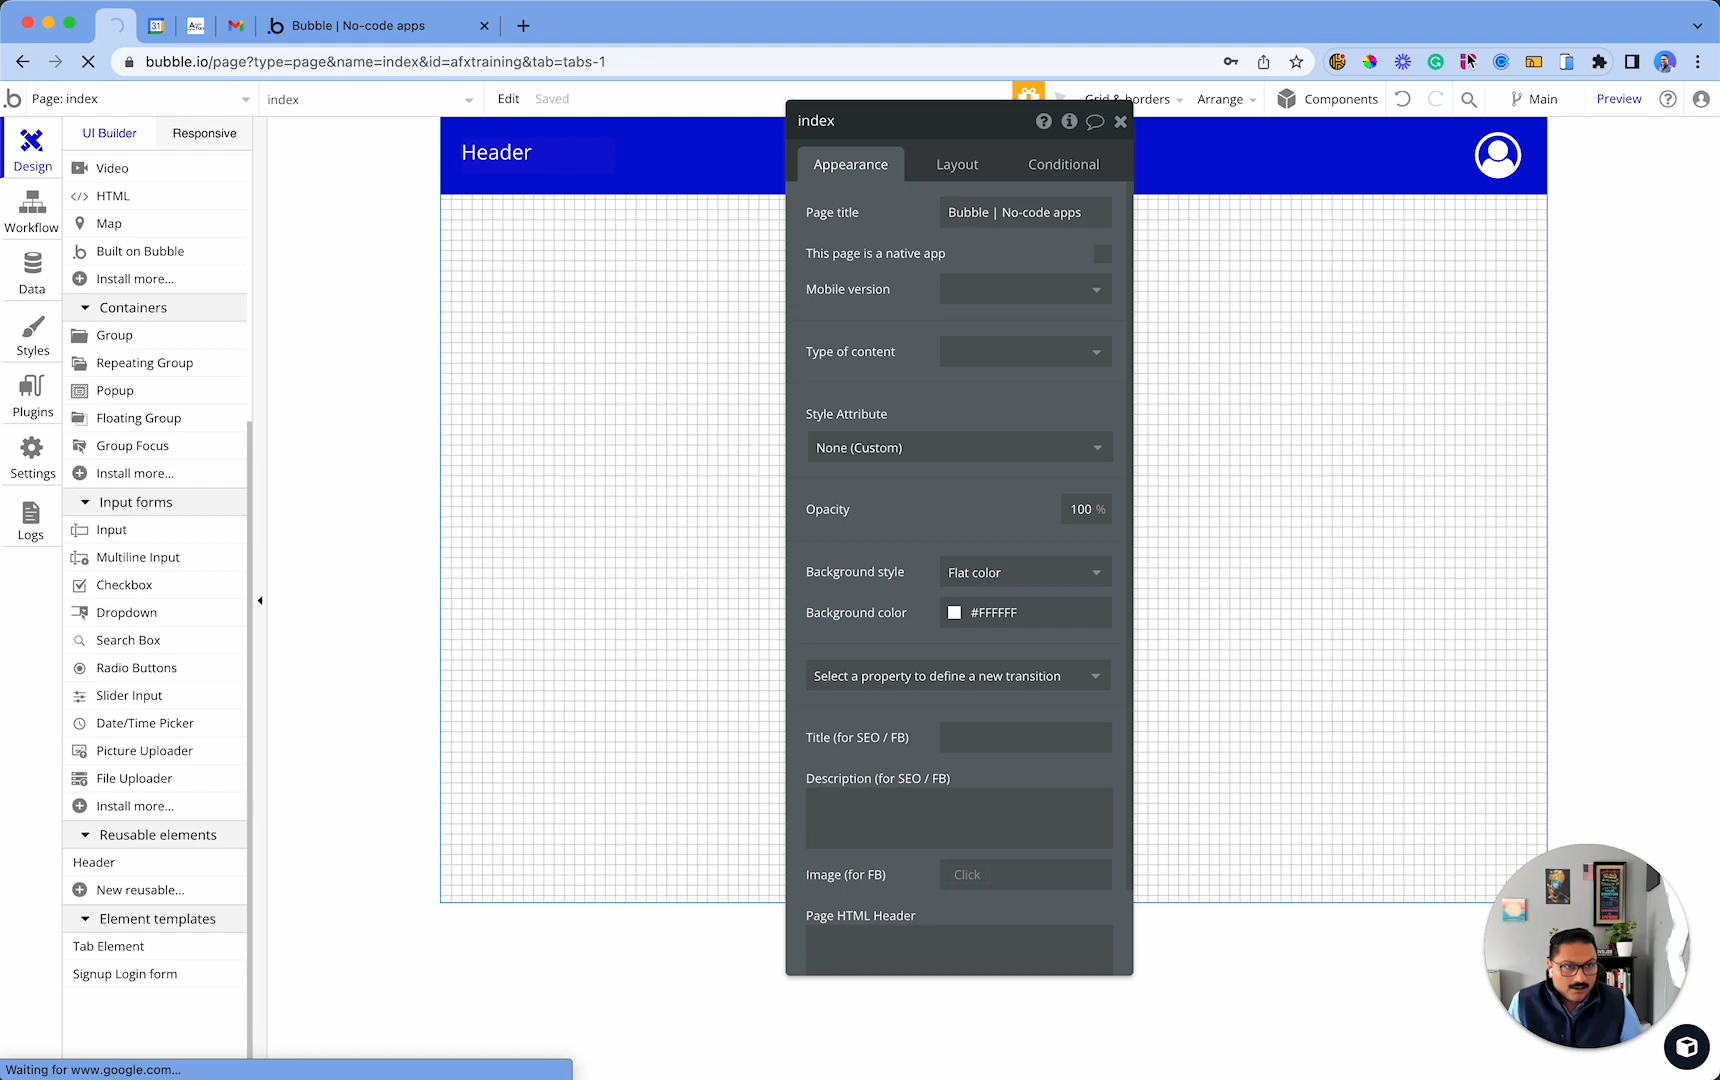 31
Bubble | No-code apps
bubble.io/page?type=page&name=index&id=afxtraining&tab=tabs-1
Page: index
index
Edit
Saved
Grid & borders
Arrange
Components
Main
Preview
Design
Workflow
Data
Styles
Plugins
Settings
Logs
UI Builder
Responsive
Video
HTML
Map
Built on Bubble
Install more...
Containers
Group
Repeating Group
Popup
Floating Group
Group Focus
Install more...
Input forms
Input
Multiline Input
Checkbox
Dropdown
Search Box
Radio Buttons
Slider Input
Date/Time Picker
Picture Uploader
File Uploader
Install more...
Reusable elements
Header
New reusable...
Element templates
Tab Element
Signup Login form
Header
index
Appearance
Layout
Conditional
Page title
Bubble | No-code apps
This page is a native app
Mobile version
Type of content
Style Attribute
None (Custom)
Opacity
100 %
Background style
Flat color
Background color
#FFFFFF
Select a property to define a new transition
Title (for SEO / FB)
Description (for SEO / FB)
Image (for FB)
Click
Page HTML Header
Waiting for www.google.com...